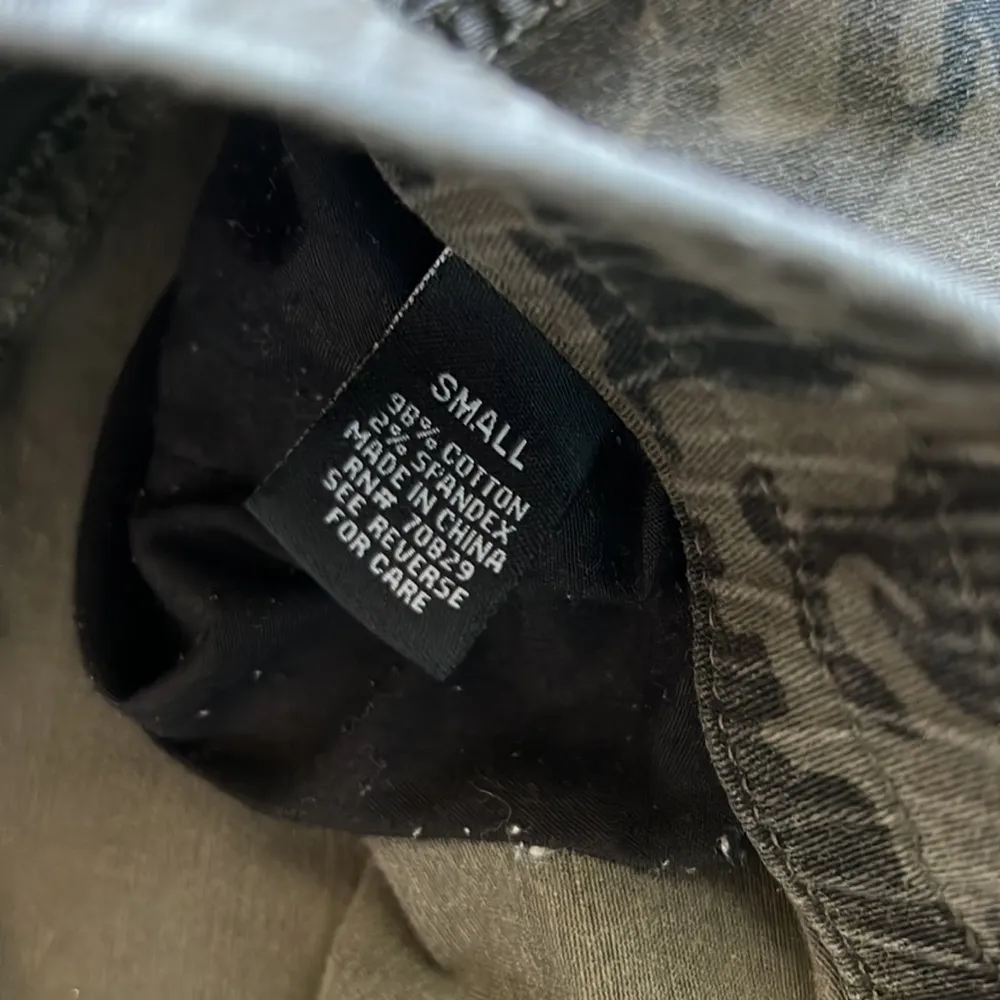 SMALL
98% COTTON
2% SPANDEX
MADE IN CHINA
RN# 70829
SEE REVERSE
FOR CARE